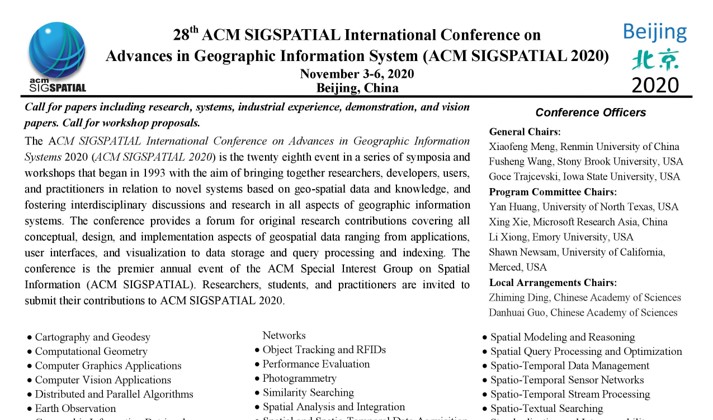 28th ACM SIGSPATIAL International Conference on
Advances in Geographic Information System (ACM SIGSPATIAL 2020)
November 3-6, 2020
Beijing, China
acm
SIGSPATIAL
Beijing
北京
2020
Call for papers including research, systems, industrial experience, demonstration, and vision
papers. Call for workshop proposals.
The ACM SIGSPATIAL International Conference on Advances in Geographic Information
Systems 2020 (ACM SIGSPATIAL 2020) is the twenty eighth event in a series of symposia and
workshops that began in 1993 with the aim of bringing together researchers, developers, users,
and practitioners in relation to novel systems based on geo-spatial data and knowledge, and
fostering interdisciplinary discussions and research in all aspects of geographic information
systems. The conference provides a forum for original research contributions covering all
conceptual, design, and implementation aspects of geospatial data ranging from applications,
user interfaces, and visualization to data storage and query processing and indexing. The
conference is the premier annual event of the ACM Special Interest Group on Spatial
Information (ACM SIGSPATIAL). Researchers, students, and practitioners are invited to
submit their contributions to ACM SIGSPATIAL 2020.
Conference Officers
General Chairs:
Xiaofeng Meng, Renmin University of China
Fusheng Wang, Stony Brook University, USA
Goce Trajcevski, Iowa State University, USA
Program Committee Chairs:
Yan Huang, University of North Texas, USA
Xing Xie, Microsoft Research Asia, China
Li Xiong, Emory University, USA
Shawn Newsam, University of California,
Merced, USA
Local Arrangements Chairs:
Zhiming Ding, Chinese Academy of Sciences
Danhuai Guo, Chinese Academy of Sciences
• Cartography and Geodesy
• Computational Geometry
• Computer Graphics Applications
• Computer Vision Applications
• Distributed and Parallel Algorithms
• Earth Observation
Networks
• Object Tracking and RFIDs
• Performance Evaluation
• Photogrammetry
• Similarity Searching
• Spatial Analysis and Integration
• Spatial Modeling and Reasoning
• Spatial Query Processing and Optimization
• Spatio-Temporal Data Management
• Spatio-Temporal Sensor Networks
• Spatio-Temporal Stream Processing
• Spatio-Textual Searching